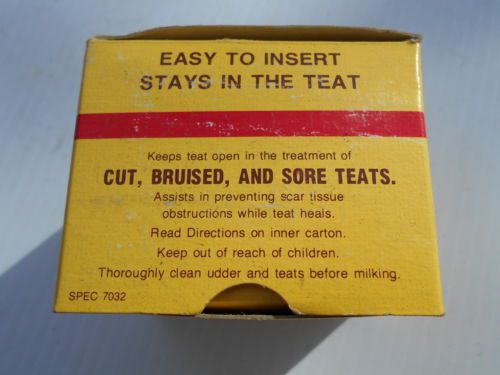 EASY TO INSERT
STAYS IN THE TEAT
Keeps teat open in the treatment of
CUT, BRUISED, AND SORE TEATS.
Assists in preventing scar tissue
obstructions while teat heals.
Read Directions on inner carton.
Keep out of reach of children.
Thoroughly clean udder and teats before milking.
SPEC 7032